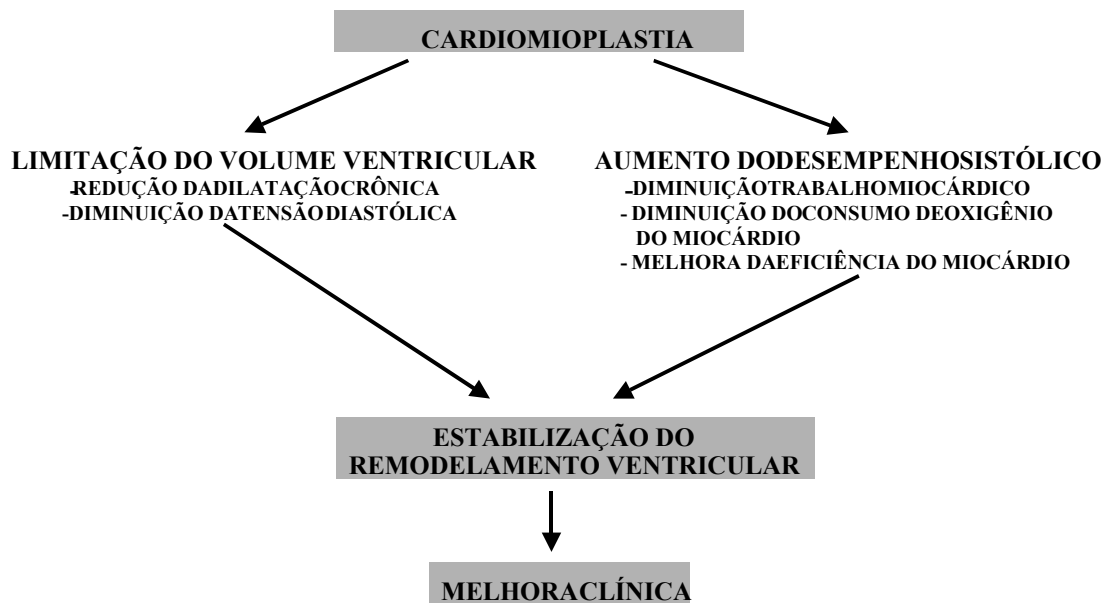 CARDIOMIOPLASTIA
LIMITAÇÃO DO VOLUME VENTRICULAR
-REDUÇÃO DADILATAÇÃOCRÔNICA
-DIMINUIÇÃO DATENSÃODIASTÓLICA
AUMENTO DODESEMPENHOSISTÓLICO
-DIMINUIÇÃOTRABALHOMIOCÁRDICO
- DIMINUIÇÃO DOCONSUMO DEOXIGÊNIO
DO MIOCÁRDIO
- MELHORA DAEFICIÊNCIA DO MIOCÁRDIO
ESTABILIZAÇÃO DO
REMODELAMENTO VENTRICULAR
MELHORACLÍNICA